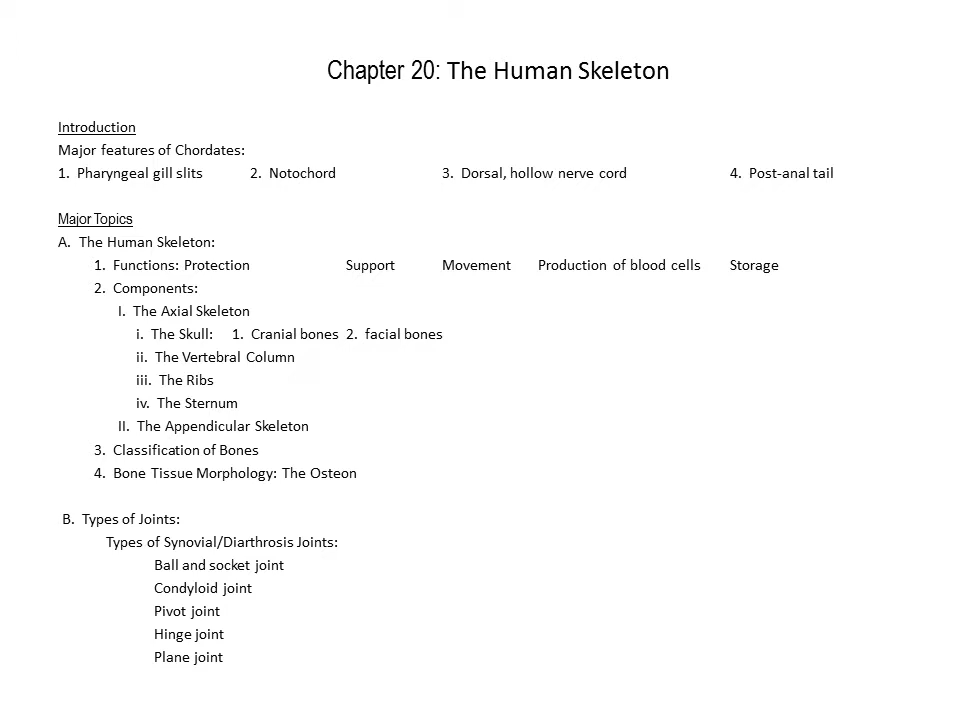 Chapter 20: The Human Skeleton
Introduction
Major features of Chordates:
1. Pharyngeal gill slits 2. Notochord 3. Dorsal, hollow nerve cord 4. Post-anal tail
Major Topics
A. The Human Skeleton:
1. Functions: Protection Support Movement Production of blood cells Storage
2. Components:
I. The Axial Skeleton
i. The Skull: 1. Cranial bones 2. facial bones
ii. The Vertebral Column
iii. The Ribs
iv. The Sternum
II. The Appendicular Skeleton
3. Classification of Bones
4. Bone Tissue Morphology: The Osteon
B. Types of Joints:
Types of Synovial/Diarthrosis Joints:
Ball and socket joint
Condyloid joint
Pivot joint
Hinge joint
Plane joint